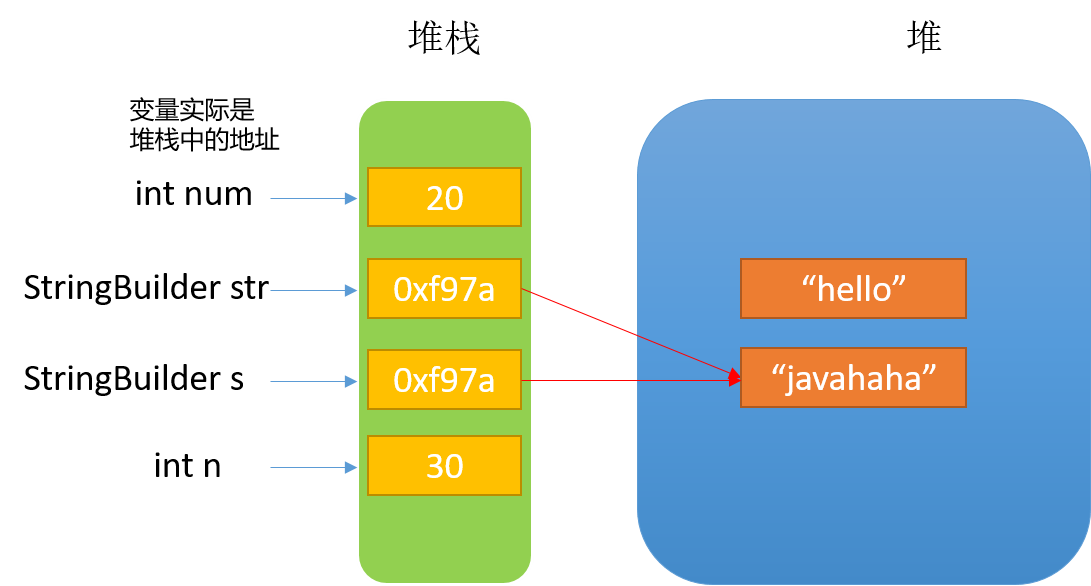 堆栈
堆
变量实际是
堆栈中的地址
int num
20
StringBuilder str
0xf97a
“hello”
StringBuilder s
0xf97a
“javahaha”
int n
30